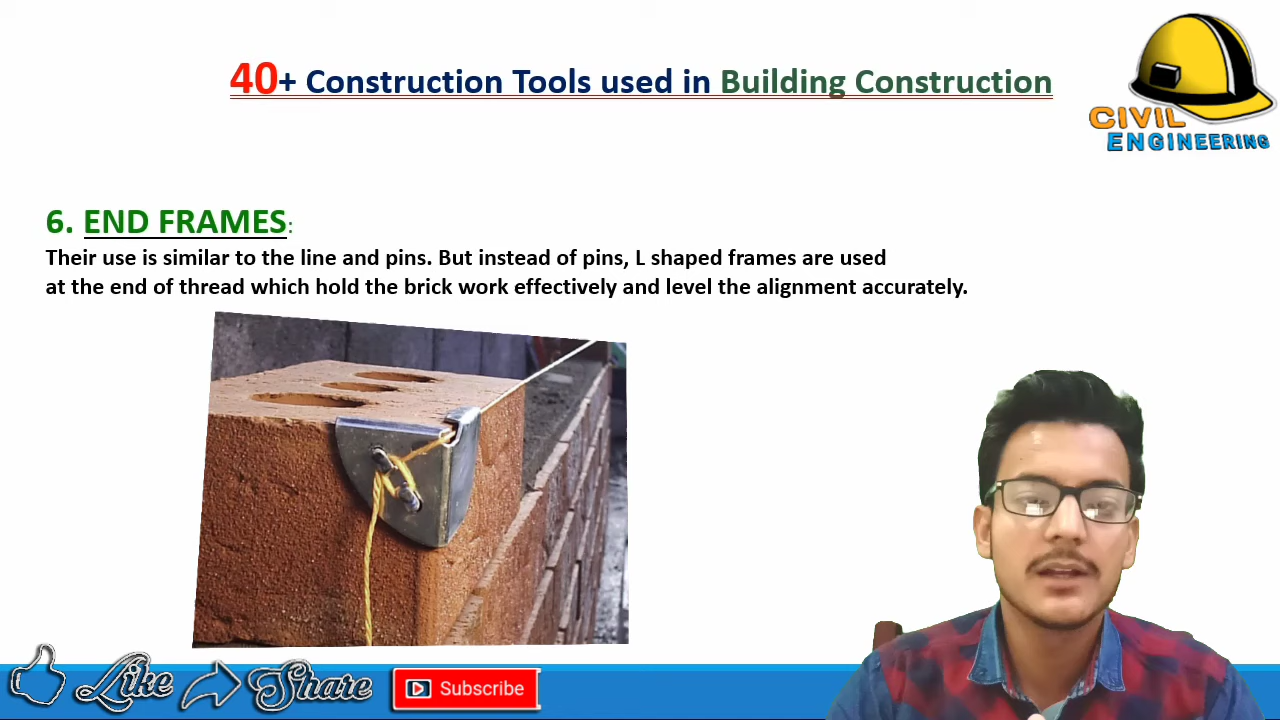 40+ Construction Tools used in Building Construction
CIVIL
ENGINEERING
6. END FRAMES:
Their use is similar to the line and pins. But instead of pins, L shaped frames are used
at the end of thread which hold the brick work effectively and level the alignment accurately.
Like
Share
Subscribe